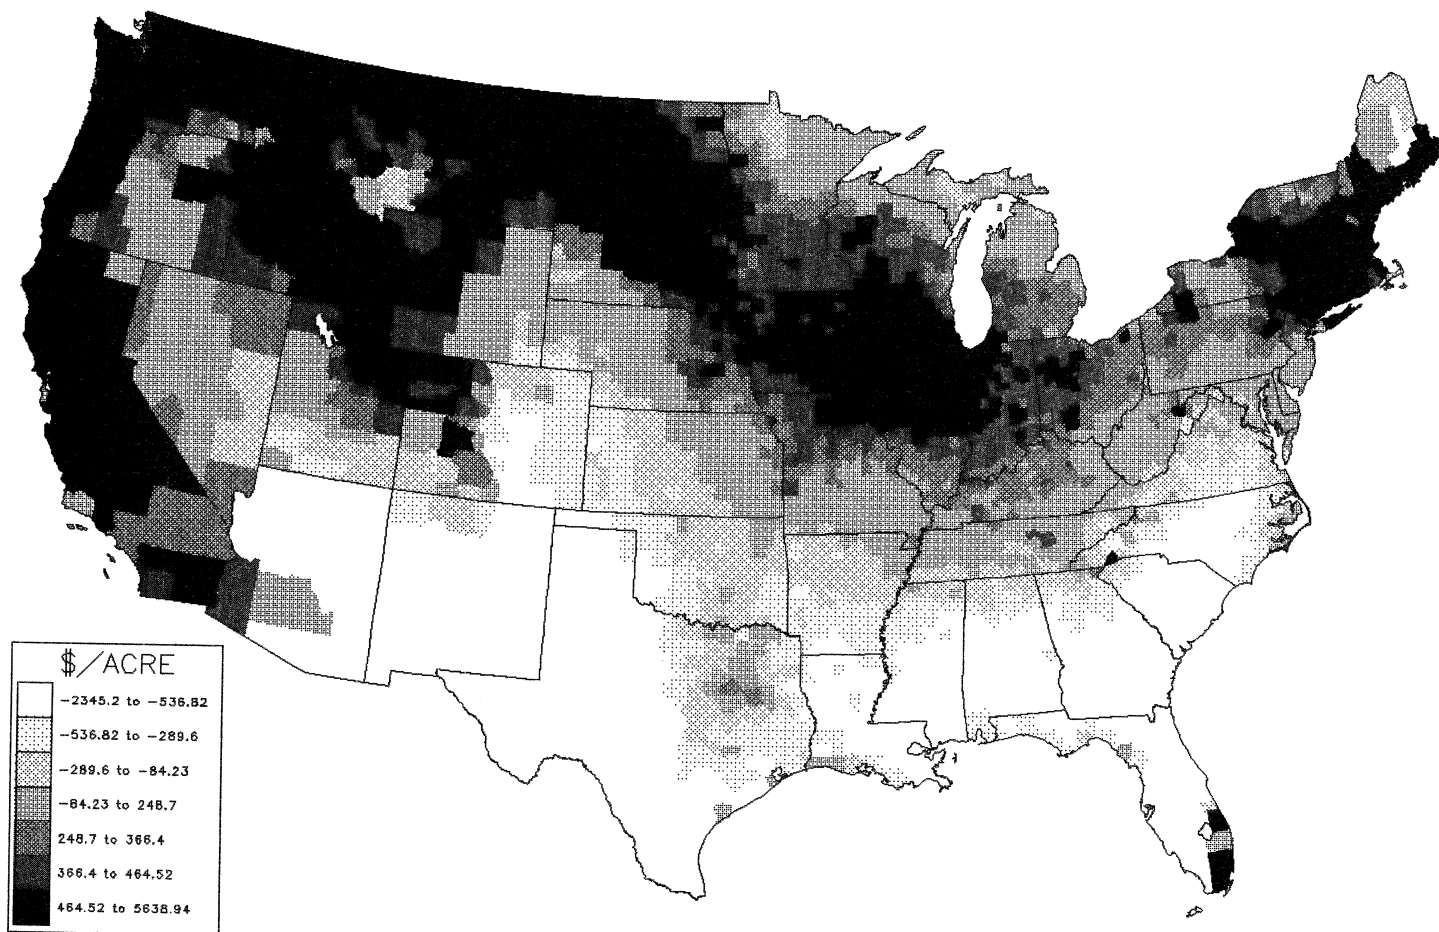 $/ACRE
-2345.2 to -536.82
-536.82 to -289.6
-289.6 to -84.23
-84.23 to 248.7
248.7 to 366.4
366.4 to 464.52
464.52 to 5638.94